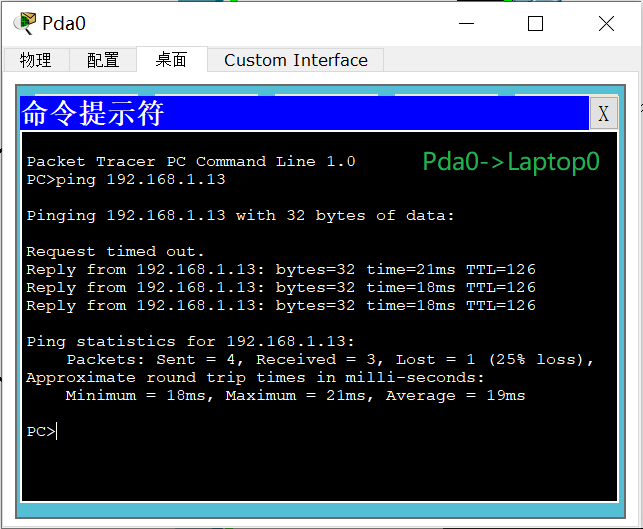 Pda0
物理 配置 桌面 Custom Interface
命令提示符 X
Packet Tracer PC Command Line 1.0
Pda0->Laptop0
PC>ping 192.168.1.13
Pinging 192.168.1.13 with 32 bytes of data:
Request timed out.
Reply from 192.168.1.13: bytes=32 time=21ms TTL=126
Reply from 192.168.1.13: bytes=32 time=18ms TTL=126
Reply from 192.168.1.13: bytes=32 time=18ms TTL=126
Ping statistics for 192.168.1.13:
Packets: Sent = 4, Received = 3, Lost = 1 (25% loss),
Approximate round trip times in milli-seconds:
Minimum = 18ms, Maximum = 21ms, Average = 19ms
PC>